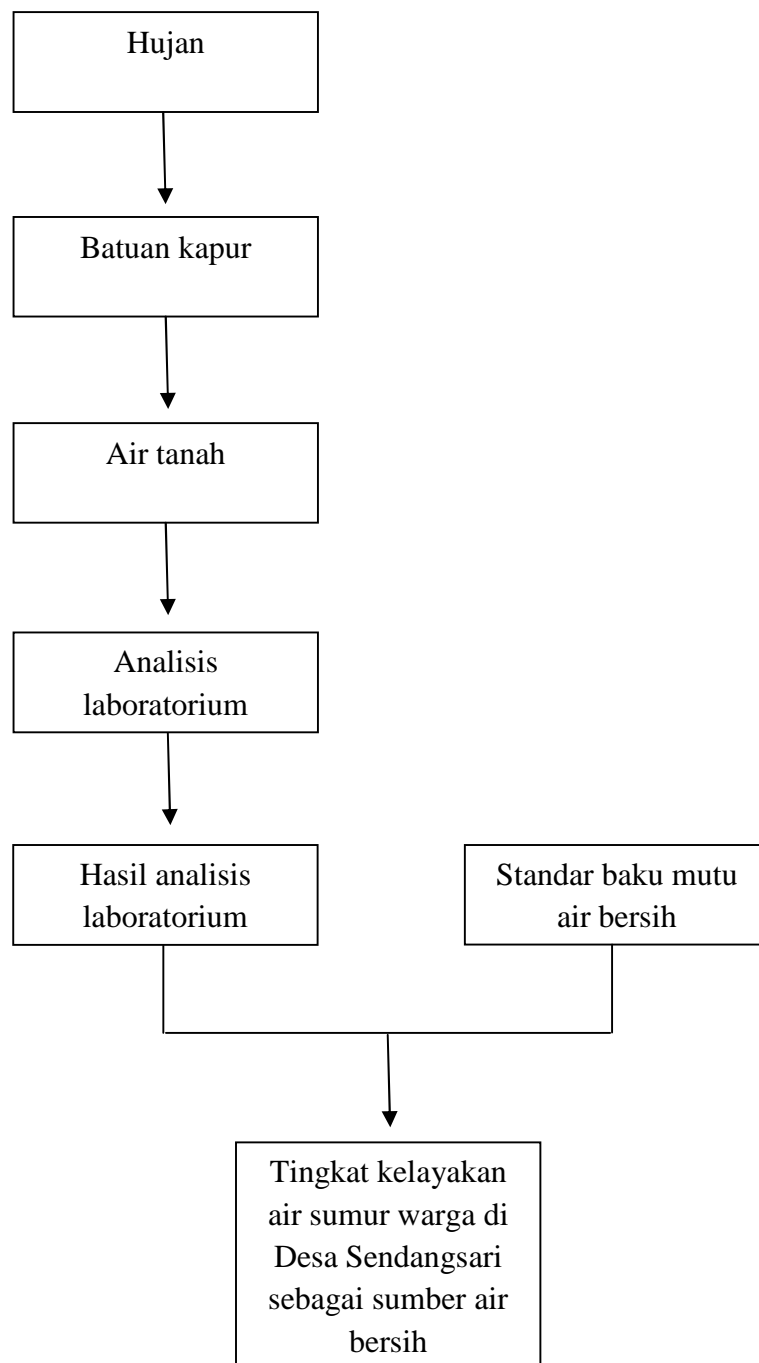 Hujan
Batuan kapur
Air tanah
Analisis
laboratorium
Hasil analisis
laboratorium
Standar baku mutu
air bersih
Tingkat kelayakan
air sumur warga di
Desa Sendangsari
sebagai sumber air
bersih